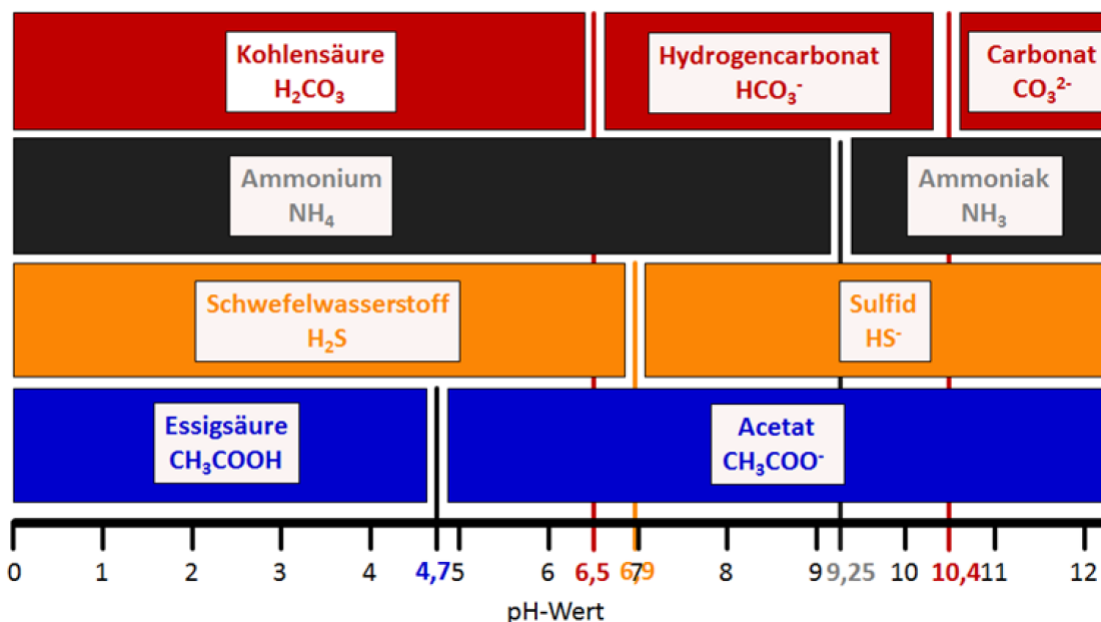 Kohlensäure
H₂CO₃
Hydrogencarbonat
HCO₃⁻
Carbonat
CO₃²⁻
Ammonium
NH₄
Ammoniak
NH₃
Schwefelwasserstoff
H₂S
Sulfid
HS⁻
Essigsäure
CH₃COOH
Acetat
CH₃COO⁻
0 1 2 3 4 4,7 5 6 6,5 6,9 7 8 9 9,25 10 10,4 11 12
pH-Wert